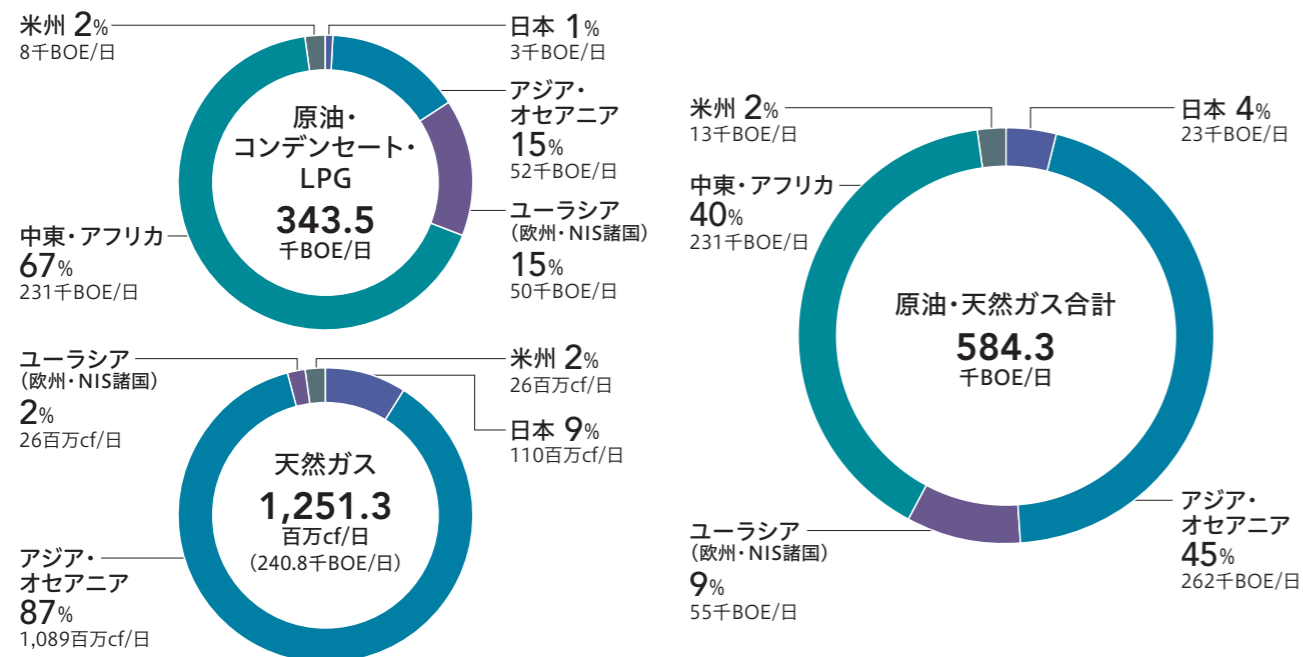 米州 2%
8千BOE/日
日本 1%
3千BOE/日
アジア・
オセアニア
15%
52千BOE/日
ユーラシア
（欧州・NIS諸国）
15%
50千BOE/日
中東・アフリカ
67%
231千BOE/日
原油・
コンデンセート・
LPG
343.5
千BOE/日
ユーラシア
（欧州・NIS諸国）
2%
26百万cf/日
米州 2%
26百万cf/日
日本 9%
110百万cf/日
アジア・
オセアニア
87%
1,089百万cf/日
天然ガス
1,251.3
百万cf/日
（240.8千BOE/日）
米州 2%
13千BOE/日
日本 4%
23千BOE/日
中東・アフリカ
40%
231千BOE/日
原油・天然ガス合計
584.3
千BOE/日
ユーラシア
（欧州・NIS諸国）
9%
55千BOE/日
アジア・
オセアニア
45%
262千BOE/日